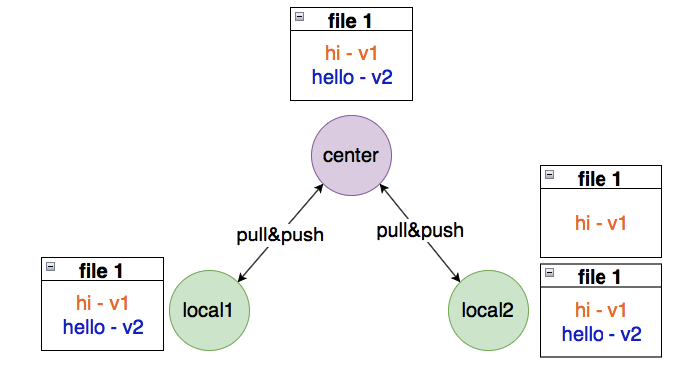 file 1
hi - v1
hello - v2
center
file 1
hi - v1
pull&push
pull&push
file 1
hi - v1
hello - v2
local1
local2
file 1
hi - v1
hello - v2